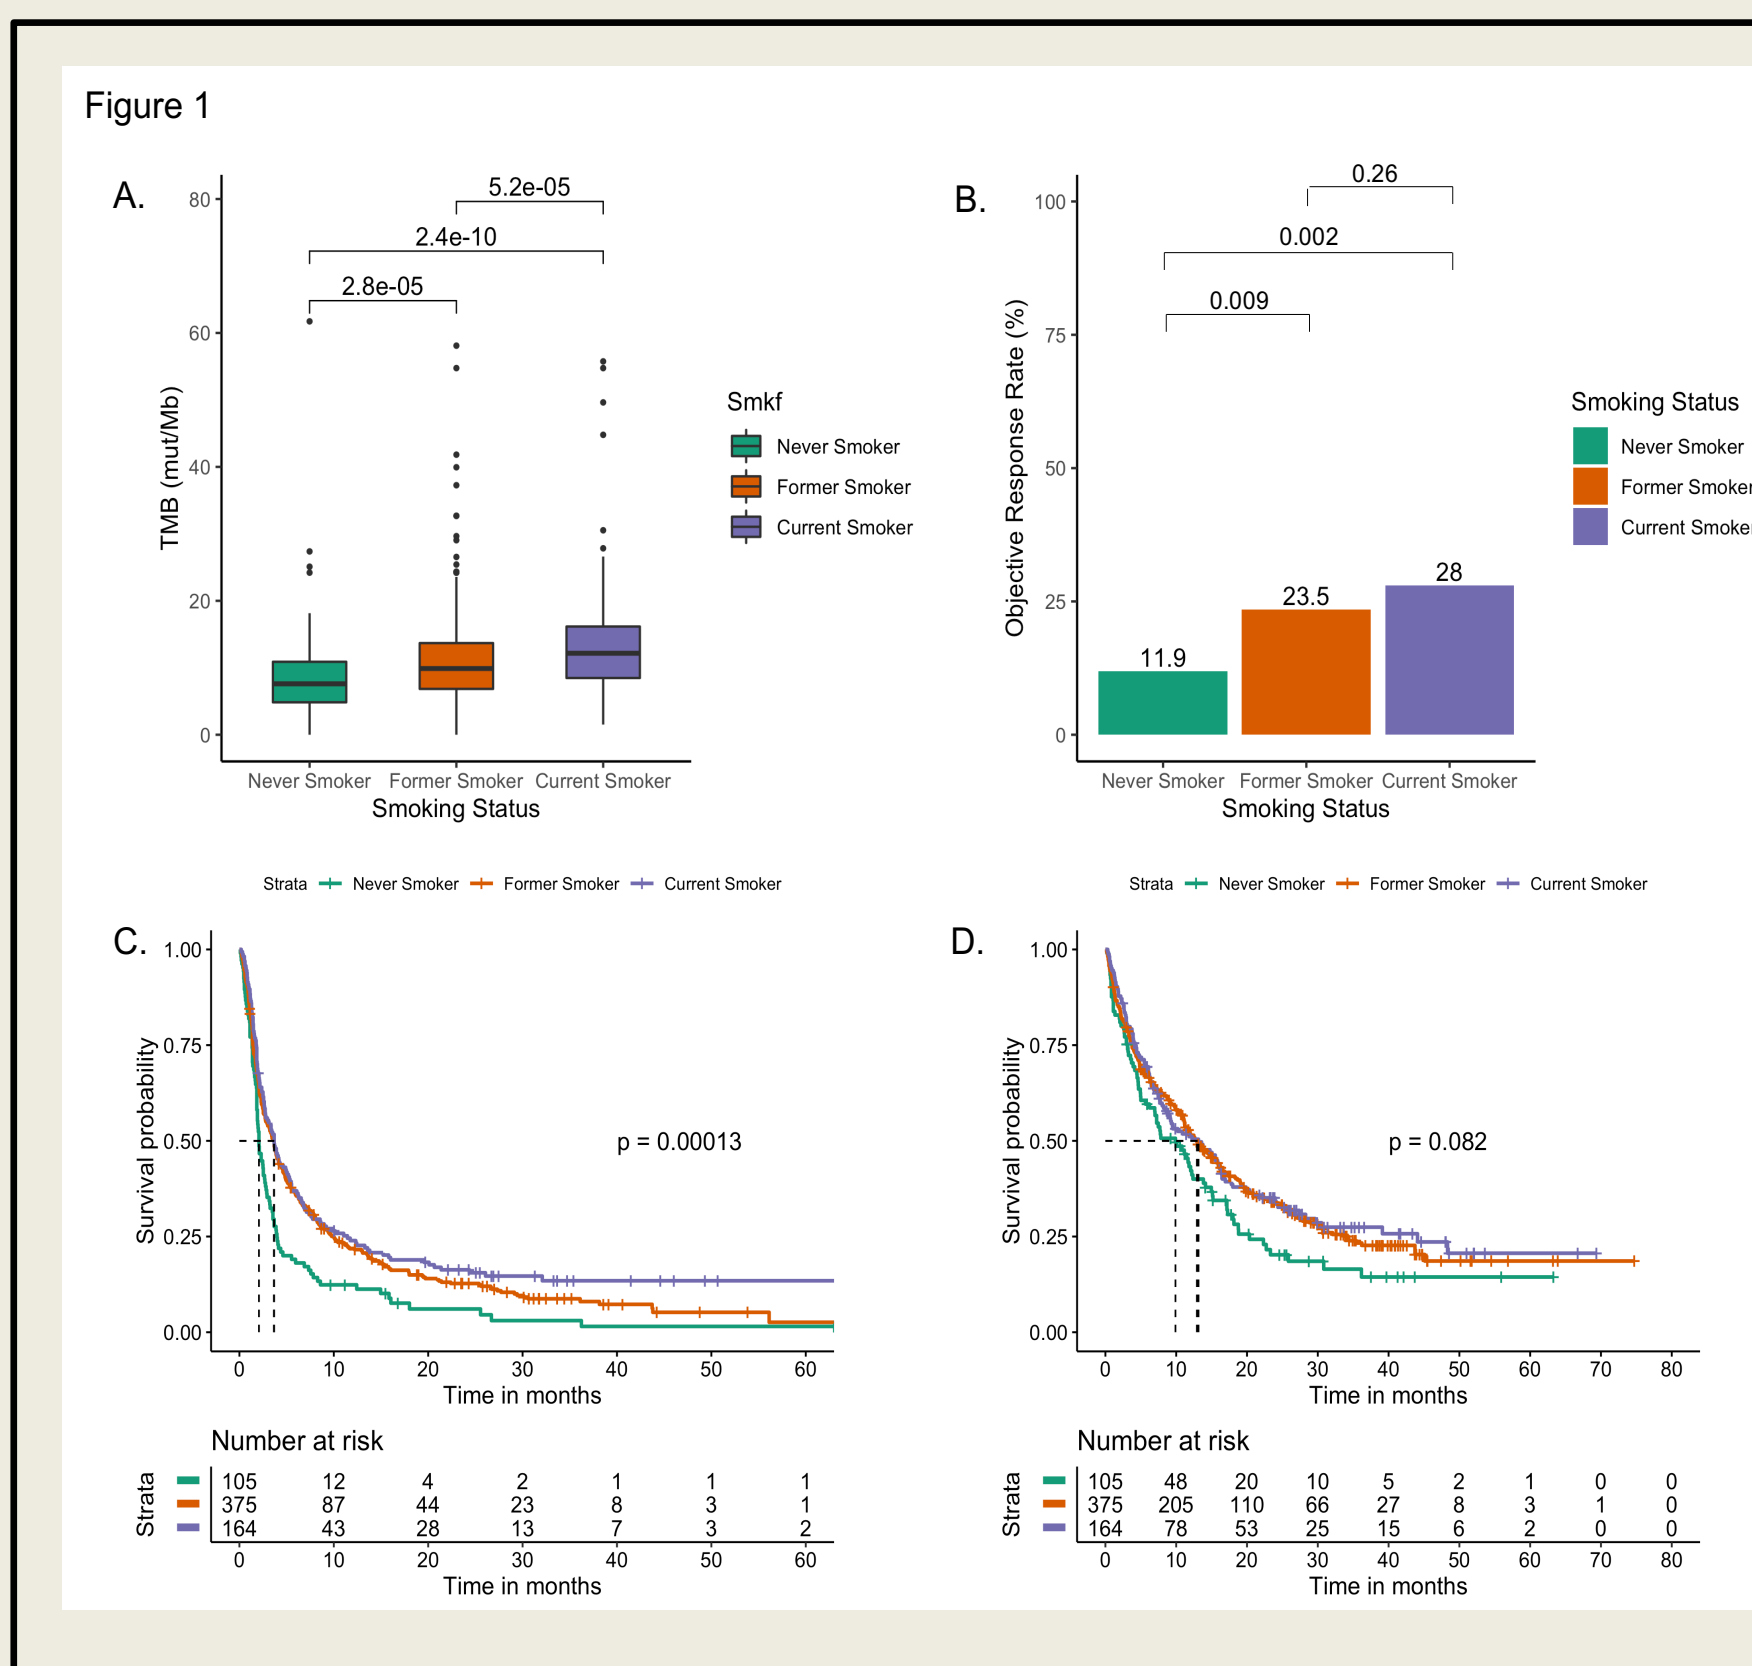 Figure 1
A.
5.2e-05
2.4e-10
2.8e-05
80
60
40
20
0
TMB (mut/Mb)
Never Smoker Former Smoker Current Smoker
Smoking Status
Smkf
Never Smoker
Former Smoker
Current Smoker
B.
0.26
0.002
0.009
100
75
50
25
0
Objective Response Rate (%)
11.9
23.5
28
Never Smoker Former Smoker Current Smoker
Smoking Status
Smoking Status
Never Smoker
Former Smoker
Current Smoker
Strata Never Smoker Former Smoker Current Smoker
C.
1.00
0.75
0.50
0.25
0.00
Survival probability
p = 0.00013
0 10 20 30 40 50 60
Time in months
Number at risk
Strata
105 12 4 2 1 1 1
375 87 44 23 8 3 1
164 43 28 13 7 3 2
0 10 20 30 40 50 60
Time in months
Strata Never Smoker Former Smoker Current Smoker
D.
1.00
0.75
0.50
0.25
0.00
Survival probability
p = 0.082
0 10 20 30 40 50 60 70 80
Time in months
Number at risk
Strata
105 48 20 10 5 2 1 0 0
375 205 110 66 27 8 3 1 0
164 78 53 25 15 6 2 0 0
0 10 20 30 40 50 60 70 80
Time in months